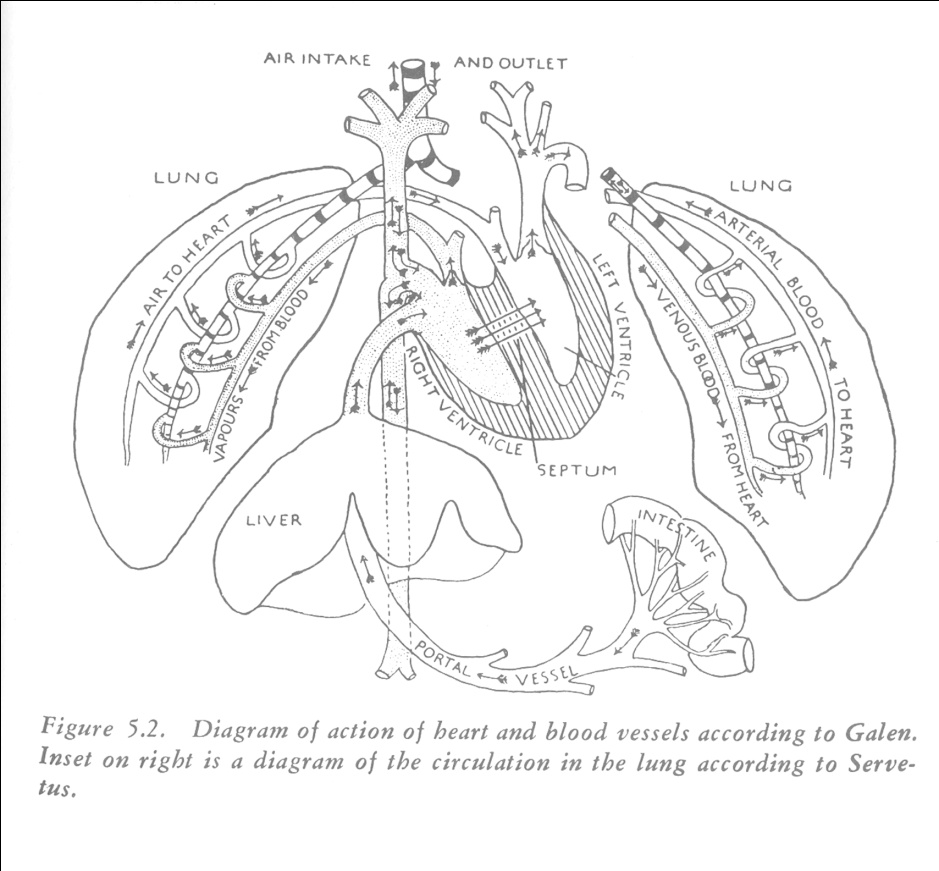 AIR INTAKE AND OUTLET
LUNG
LUNG
AIR TO HEART
VAPOURS FROM BLOOD
ARTERIAL BLOOD TO HEART
VENOUS BLOOD FROM HEART
LEFT VENTRICLE
RIGHT VENTRICLE
SEPTUM
LIVER
INTESTINE
PORTAL VESSEL
Figure 5.2. Diagram of action of heart and blood vessels according to Galen.
Inset on right is a diagram of the circulation in the lung according to Serve-
tus.